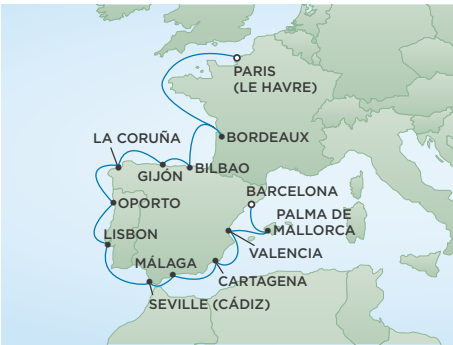 PARIS
(LE HAVRE)
BORDEAUX
LA CORUÑA
GIJÓN
BILBAO
BARCELONA
OPORTO
PALMA DE
MALLORCA
LISBON
VALENCIA
MÁLAGA
CARTAGENA
SEVILLE (CÁDIZ)